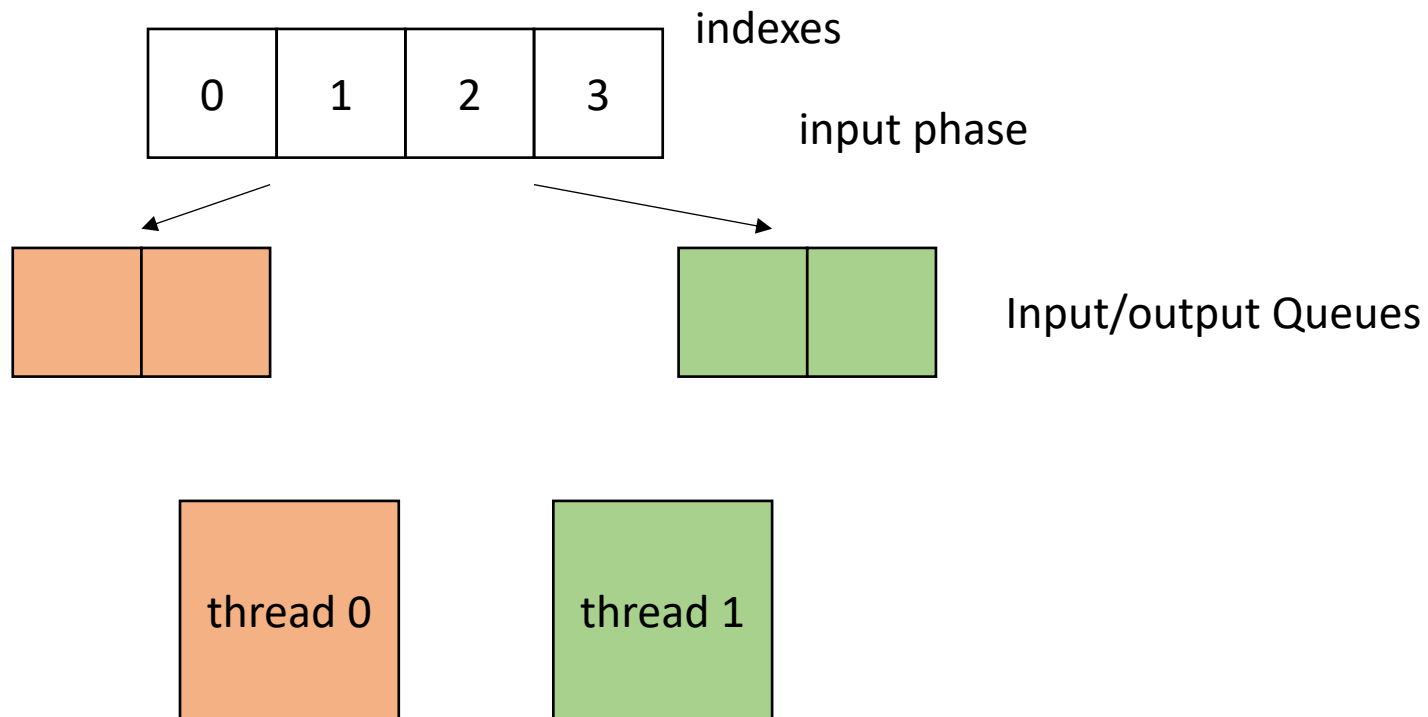 indexes
0 1 2 3
input phase
Input/output Queues
thread 0 thread 1